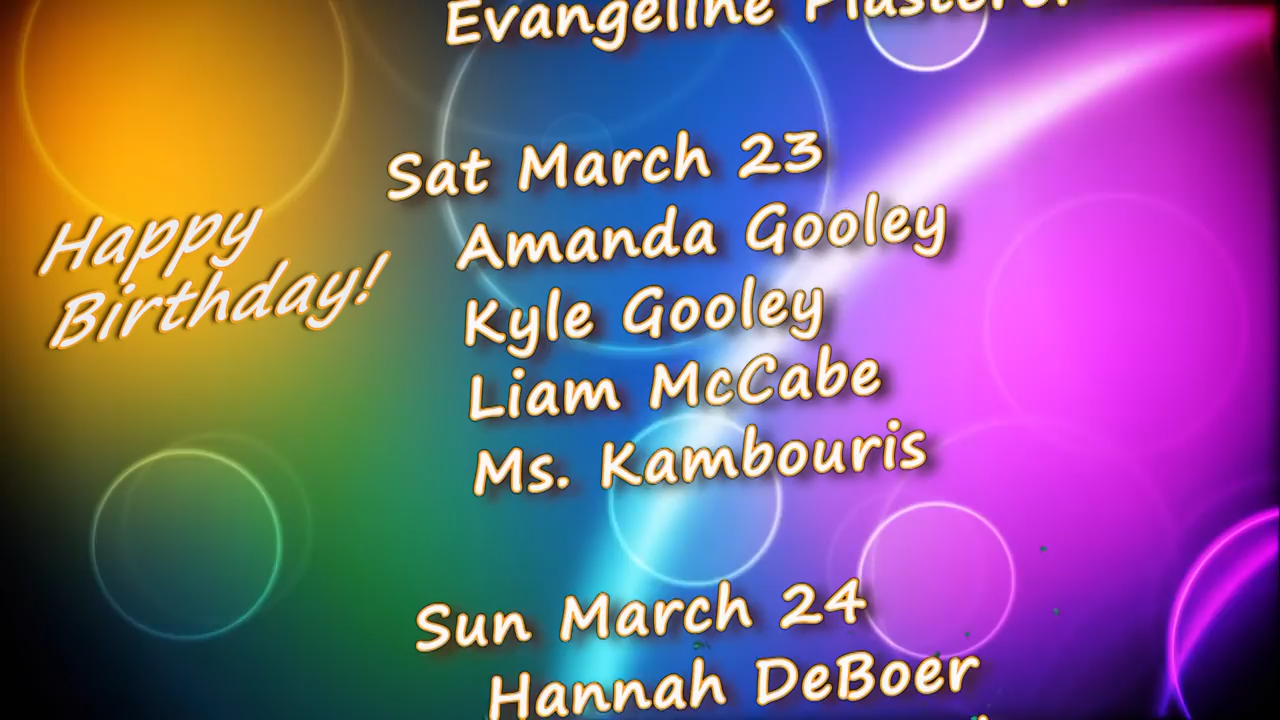 Evangeline
Sat March 23
Amanda Gooley
Kyle Gooley
Liam McCabe
Ms. Kambouris
Happy
Birthday!
Sun March 24
Hannah DeBoer